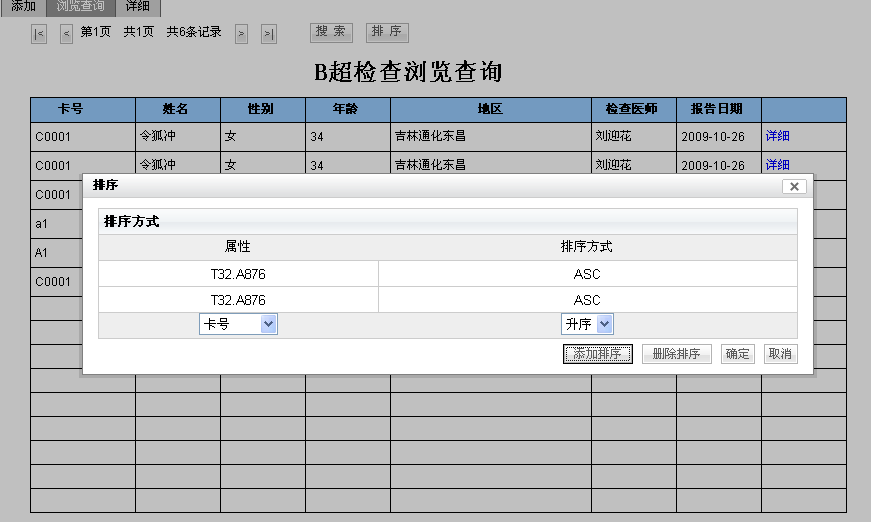 添加 浏览查询 详细
|< < 第1页 共1页 共6条记录 > >| 搜 索 排 序
B超检查浏览查询
卡号 姓名 性别 年龄 地区 检查医师 报告日期
C0001 令狐冲 女 34 吉林通化东昌 刘迎花 2009-10-26 详细
C0001 令狐冲 女 34 吉林通化东昌 刘迎花 2009-10-26 详细
C0001
a1
A1
C0001
排序
排序方式
属性 排序方式
T32.A876 ASC
T32.A876 ASC
卡号 升序
添加排序 删除排序 确定 取消